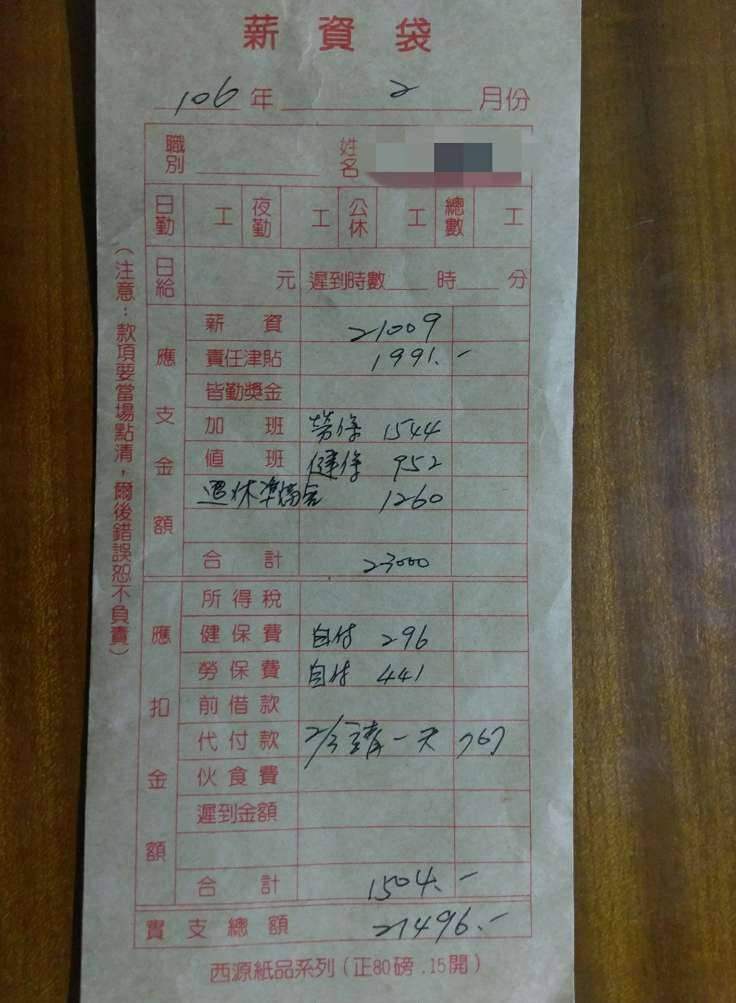 薪資袋
106年 2 月份
職別 姓名
日勤 工 夜勤 工 公休 工 總數 工
日給 元 遲到時數 時 分
應支金額
薪資 21009
責任津貼 1991.-
皆勤獎金
加班 勞保 1544
值班 健保 952
退休準備金 1260
合計 23000
應扣金額
所得稅
健保費 自付 296
勞保費 自付 441
前借款
代付款 2/3 請一天 767
伙食費
遲到金額
合計 1504.-
實支總額 21496.-
(注意：款項要當場點清，爾後錯誤恕不負責)
西源紙品系列(正80磅.15開)